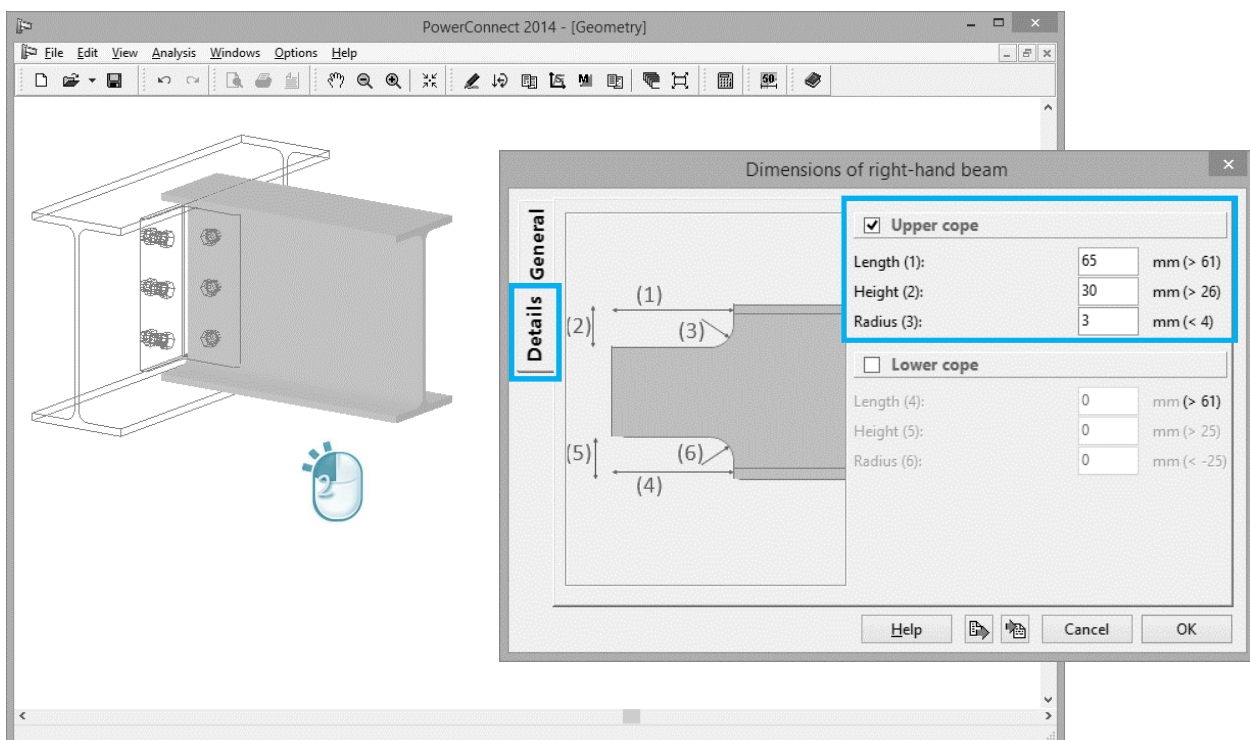 PowerConnect 2014 - [Geometry]
File Edit View Analysis Windows Options Help
50
Dimensions of right-hand beam
General
Details
(1)
(2)
(3)
(5)
(6)
(4)
Upper cope
Length (1): 65 mm (> 61)
Height (2): 30 mm (> 26)
Radius (3): 3 mm (< 4)
Lower cope
Length (4): 0 mm (> 61)
Height (5): 0 mm (> 25)
Radius (6): 0 mm (< -25)
Help Cancel OK
2